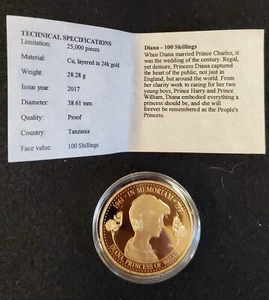 TECHNICAL SPECIFICATIONS
Limitation: 25,000 pieces
Material: Cu, layered in 24k gold
Weight: 28.28 g
Issue year: 2017
Diameter: 38.61 mm
Quality: Proof
Country: Tanzania
Face value: 100 Shillings
Diana - 100 Shillings
When Diana married Prince Charles, it
was the wedding of the century. Regal,
yet demure, Princess Diana captured
the heart of the public, not just in
England, but around the world. From
her charity work to caring for her two
young boys, Prince Harry and Prince
William, Diana embodied everything a
princess should be, and she will
forever be remembered as the People's
Princess.
IN MEMORIAM
DIANA, PRINCESS OF WALES